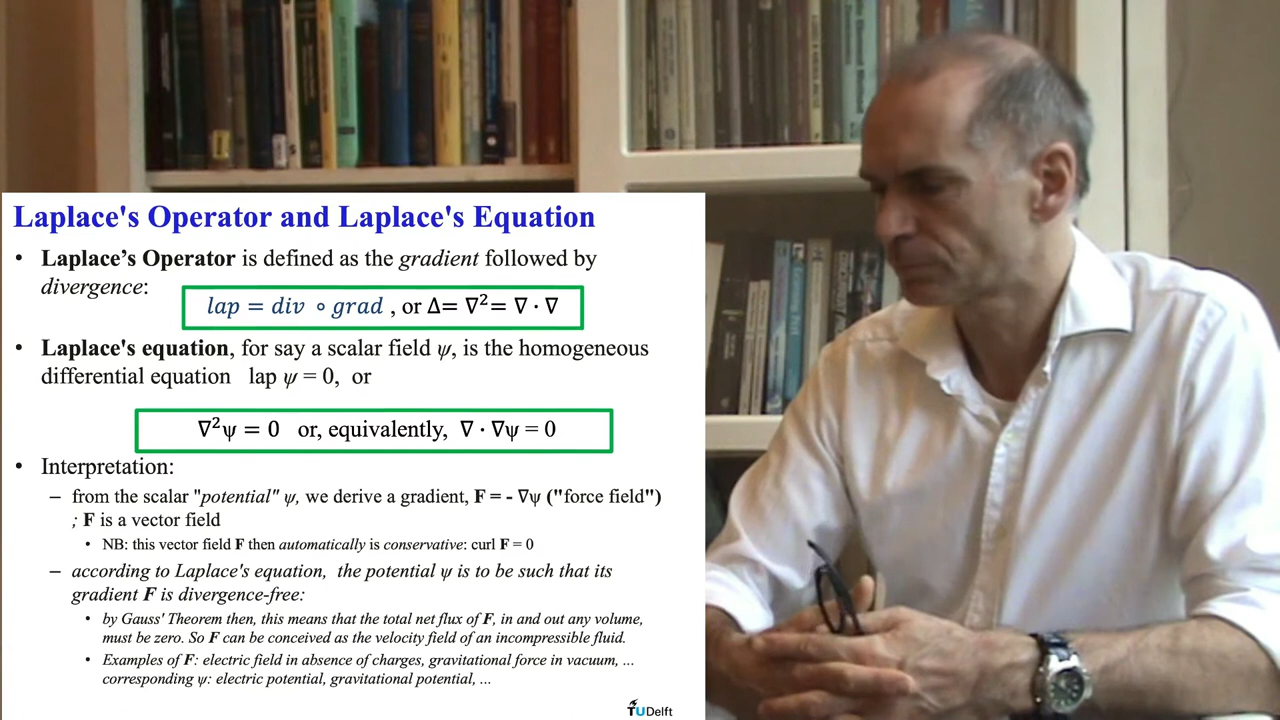 Laplace's Operator and Laplace's Equation
• Laplace’s Operator is defined as the gradient followed by
divergence:
lap = div ∘ grad , or Δ= ∇²= ∇ · ∇
• Laplace's equation, for say a scalar field ψ, is the homogeneous
differential equation lap ψ = 0, or
∇²ψ = 0 or, equivalently, ∇ · ∇ψ = 0
• Interpretation:
– from the scalar "potential" ψ, we derive a gradient, F = - ∇ψ ("force field")
; F is a vector field
• NB: this vector field F then automatically is conservative: curl F = 0
– according to Laplace's equation, the potential ψ is to be such that its
gradient F is divergence-free:
• by Gauss' Theorem then, this means that the total net flux of F, in and out any volume,
must be zero. So F can be conceived as the velocity field of an incompressible fluid.
• Examples of F: electric field in absence of charges, gravitational force in vacuum, ...
corresponding ψ: electric potential, gravitational potential, ...
TUDelft